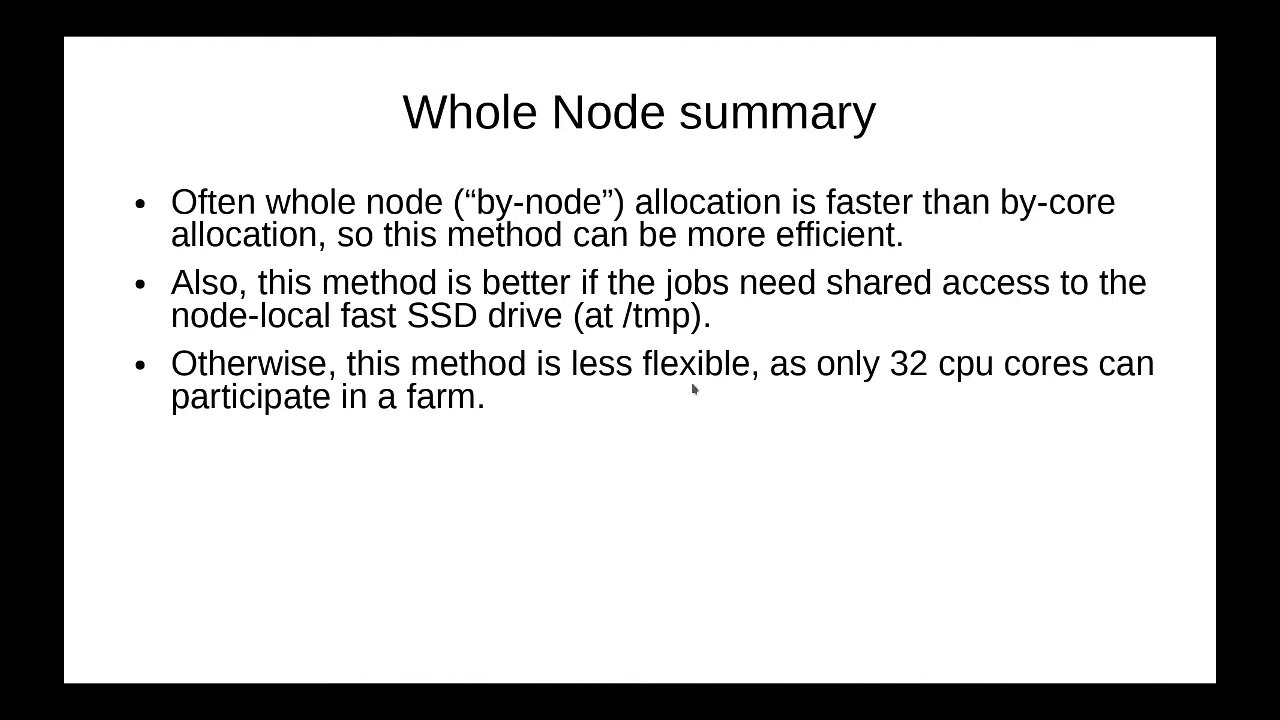 Whole Node summary
• Often whole node (“by-node”) allocation is faster than by-core
allocation, so this method can be more efficient.
• Also, this method is better if the jobs need shared access to the
node-local fast SSD drive (at /tmp).
• Otherwise, this method is less flexible, as only 32 cpu cores can
participate in a farm.